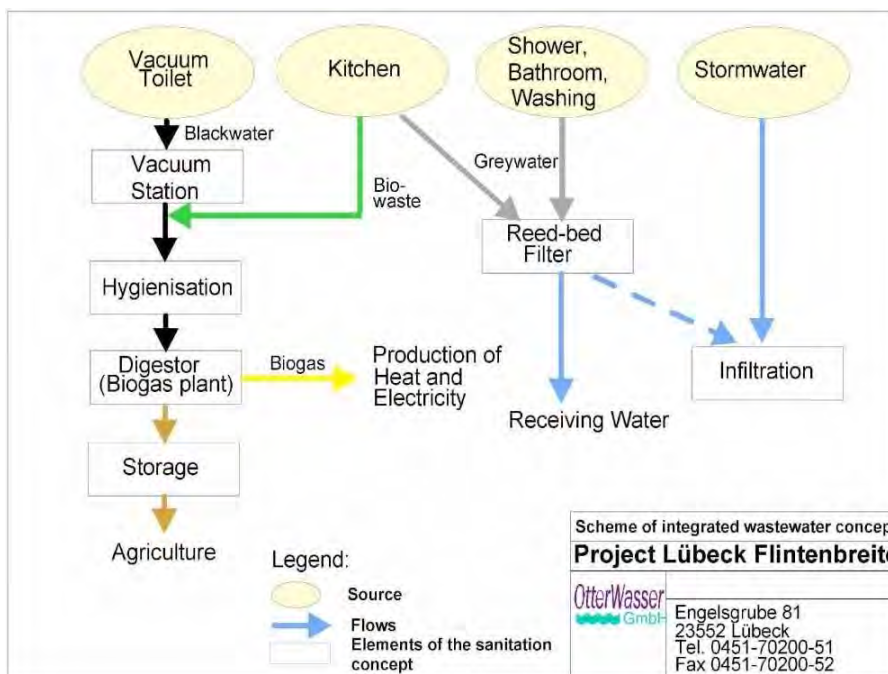 Vacuum
Toilet
Kitchen
Shower,
Bathroom,
Washing
Stormwater
Blackwater
Vacuum
Station
Bio-
waste
Greywater
Reed-bed
Filter
Hygienisation
Digestor
(Biogas plant)
Biogas
Production of
Heat and
Electricity
Infiltration
Receiving Water
Storage
Agriculture
Legend:
Source
Flows
Elements of the sanitation
concept
Scheme of integrated wastewater concep
Project Lübeck Flintenbreite
OtterWasser
GmbH
Engelsgrube 81
23552 Lübeck
Tel. 0451-70200-51
Fax 0451-70200-52